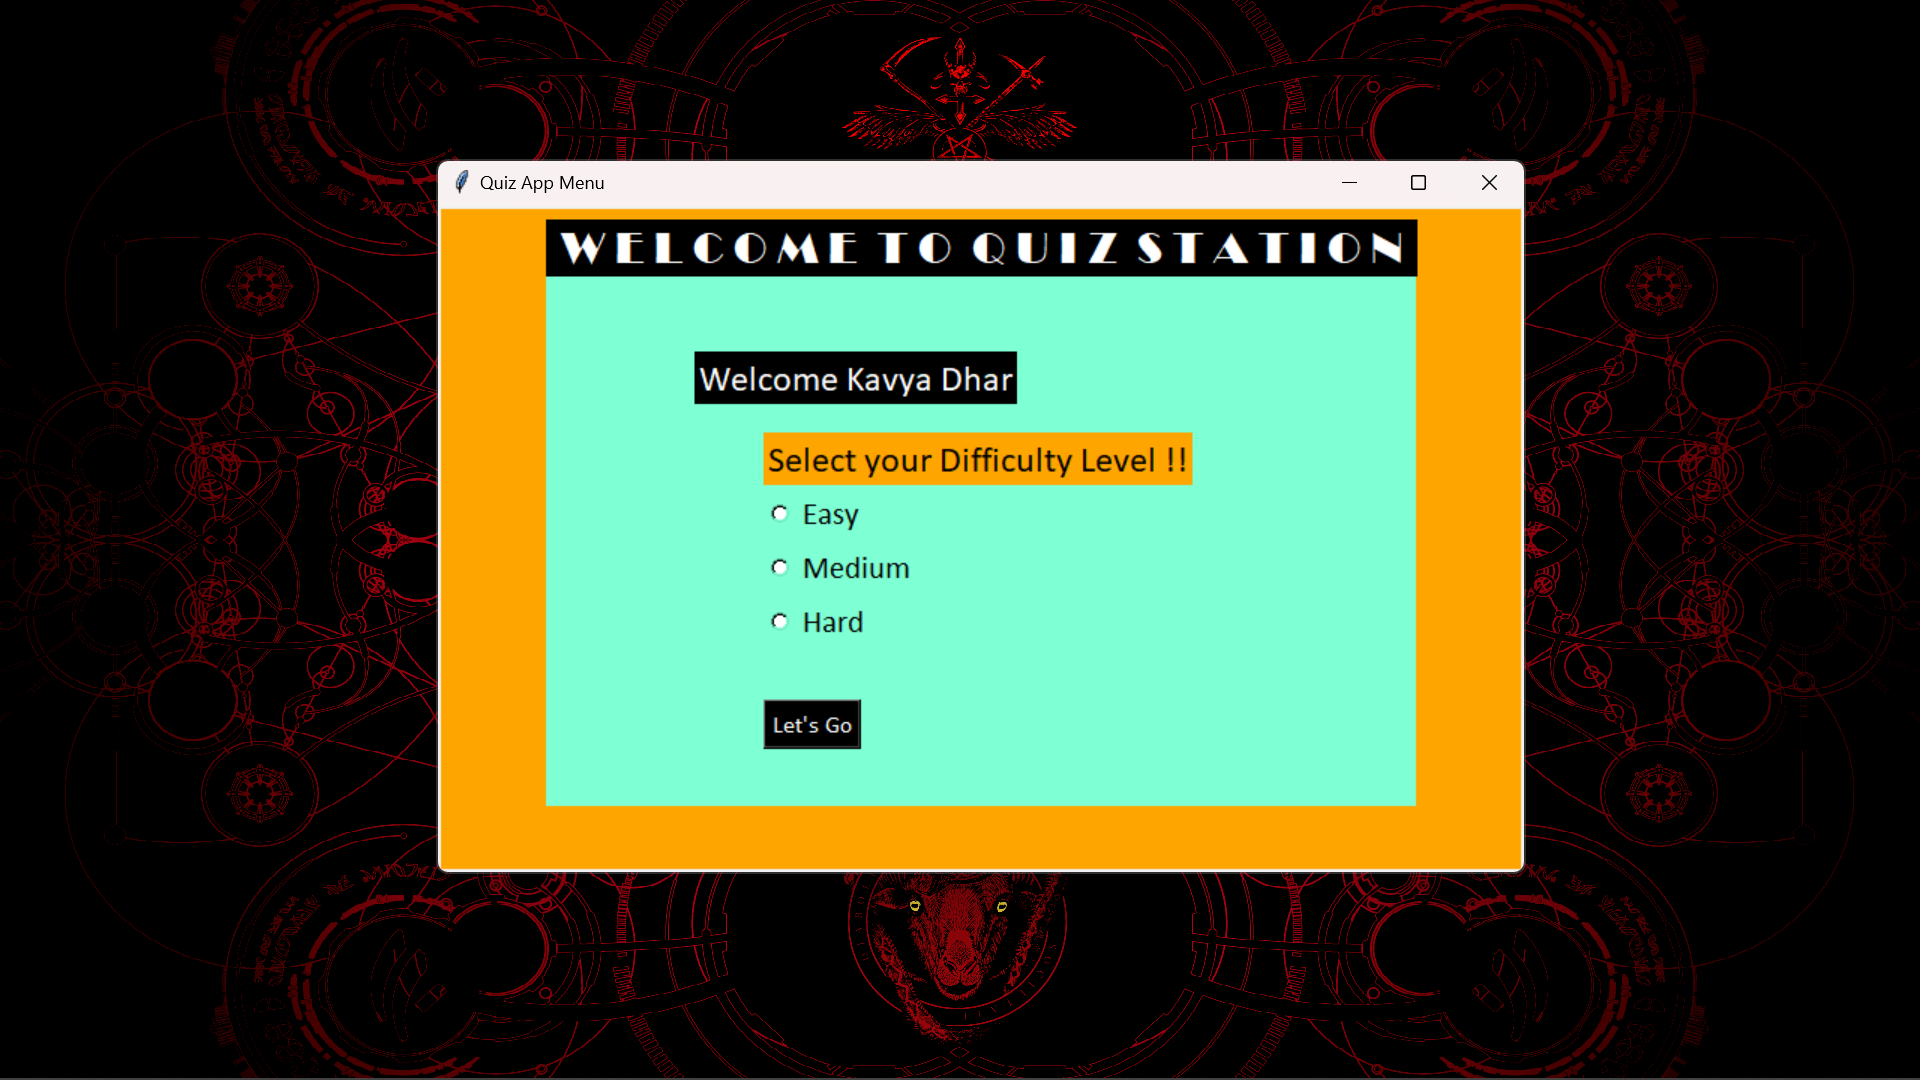 Quiz App Menu
WELCOME TO QUIZ STATION
Welcome Kavya Dhar
Select your Difficulty Level !!
Easy
Medium
Hard
Let's Go